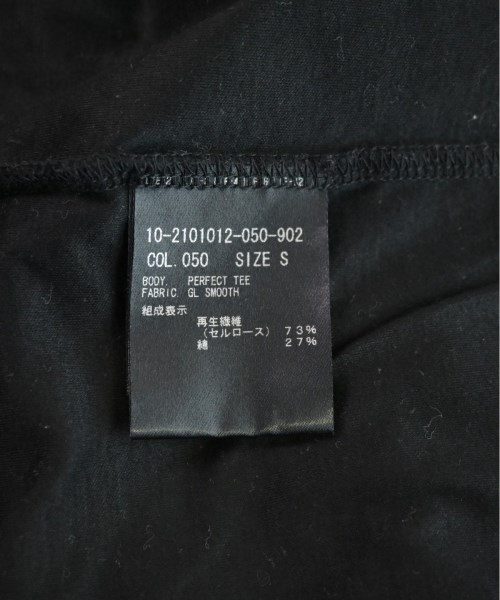 10-2101012-050-902
COL.050 SIZE S
BODY. PERFECT TEE
FABRIC GL SMOOTH
組成表示
再生繊維
(セルロース) 73%
綿 27%